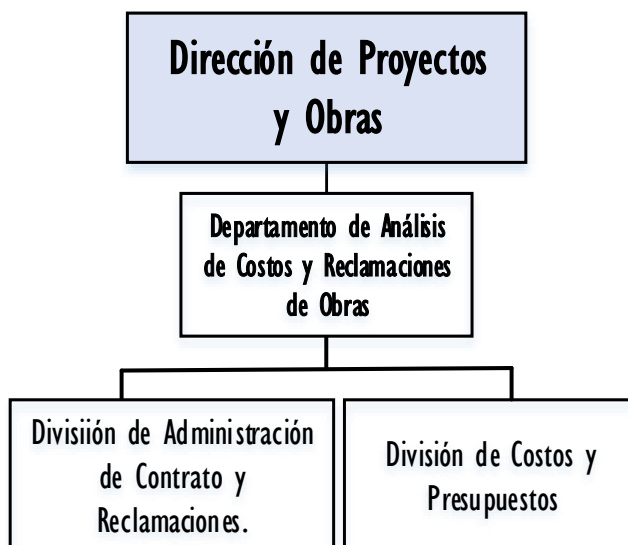 Dirección de Proyectos
y Obras
Departamento de Análisis
de Costos y Reclamaciones
de Obras
Divisiión de Administración
de Contrato y
Reclamaciones.
División de Costos y
Presupuestos